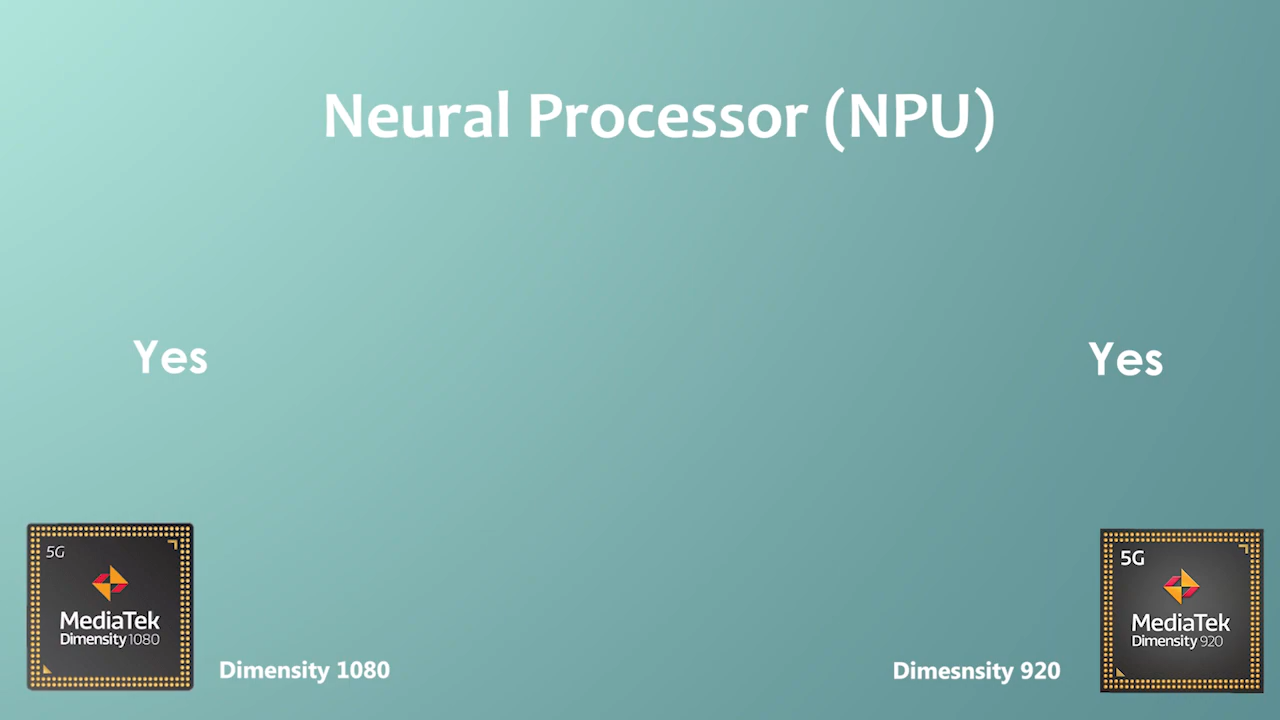 Neural Processor (NPU)
Yes
Yes
5G
MediaTek
Dimensity 1080
Dimensity 1080
Dimesnsity 920
5G
MediaTek
Dimensity 920